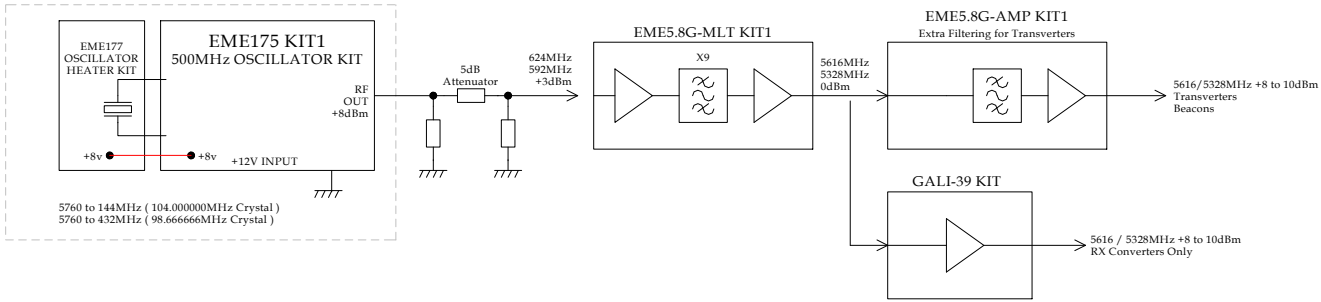 EME177
OSCILLATOR
HEATER KIT
+8v
EME175 KIT1
500MHz OSCILLATOR KIT
RF
OUT
+8dBm
+8v
+12V INPUT
5760 to 144MHz ( 104.000000MHz Crystal )
5760 to 432MHz ( 98.666666MHz Crystal )
5dB
Attenuator
624MHz
592MHz
+3dBm
EME5.8G-MLT KIT1
X9
5616MHz
5328MHz
0dBm
EME5.8G-AMP KIT1
Extra Filtering for Transverters
5616/5328MHz +8 to 10dBm
Transverters
Beacons
GALI-39 KIT
5616 / 5328MHz +8 to 10dBm
RX Converters Only